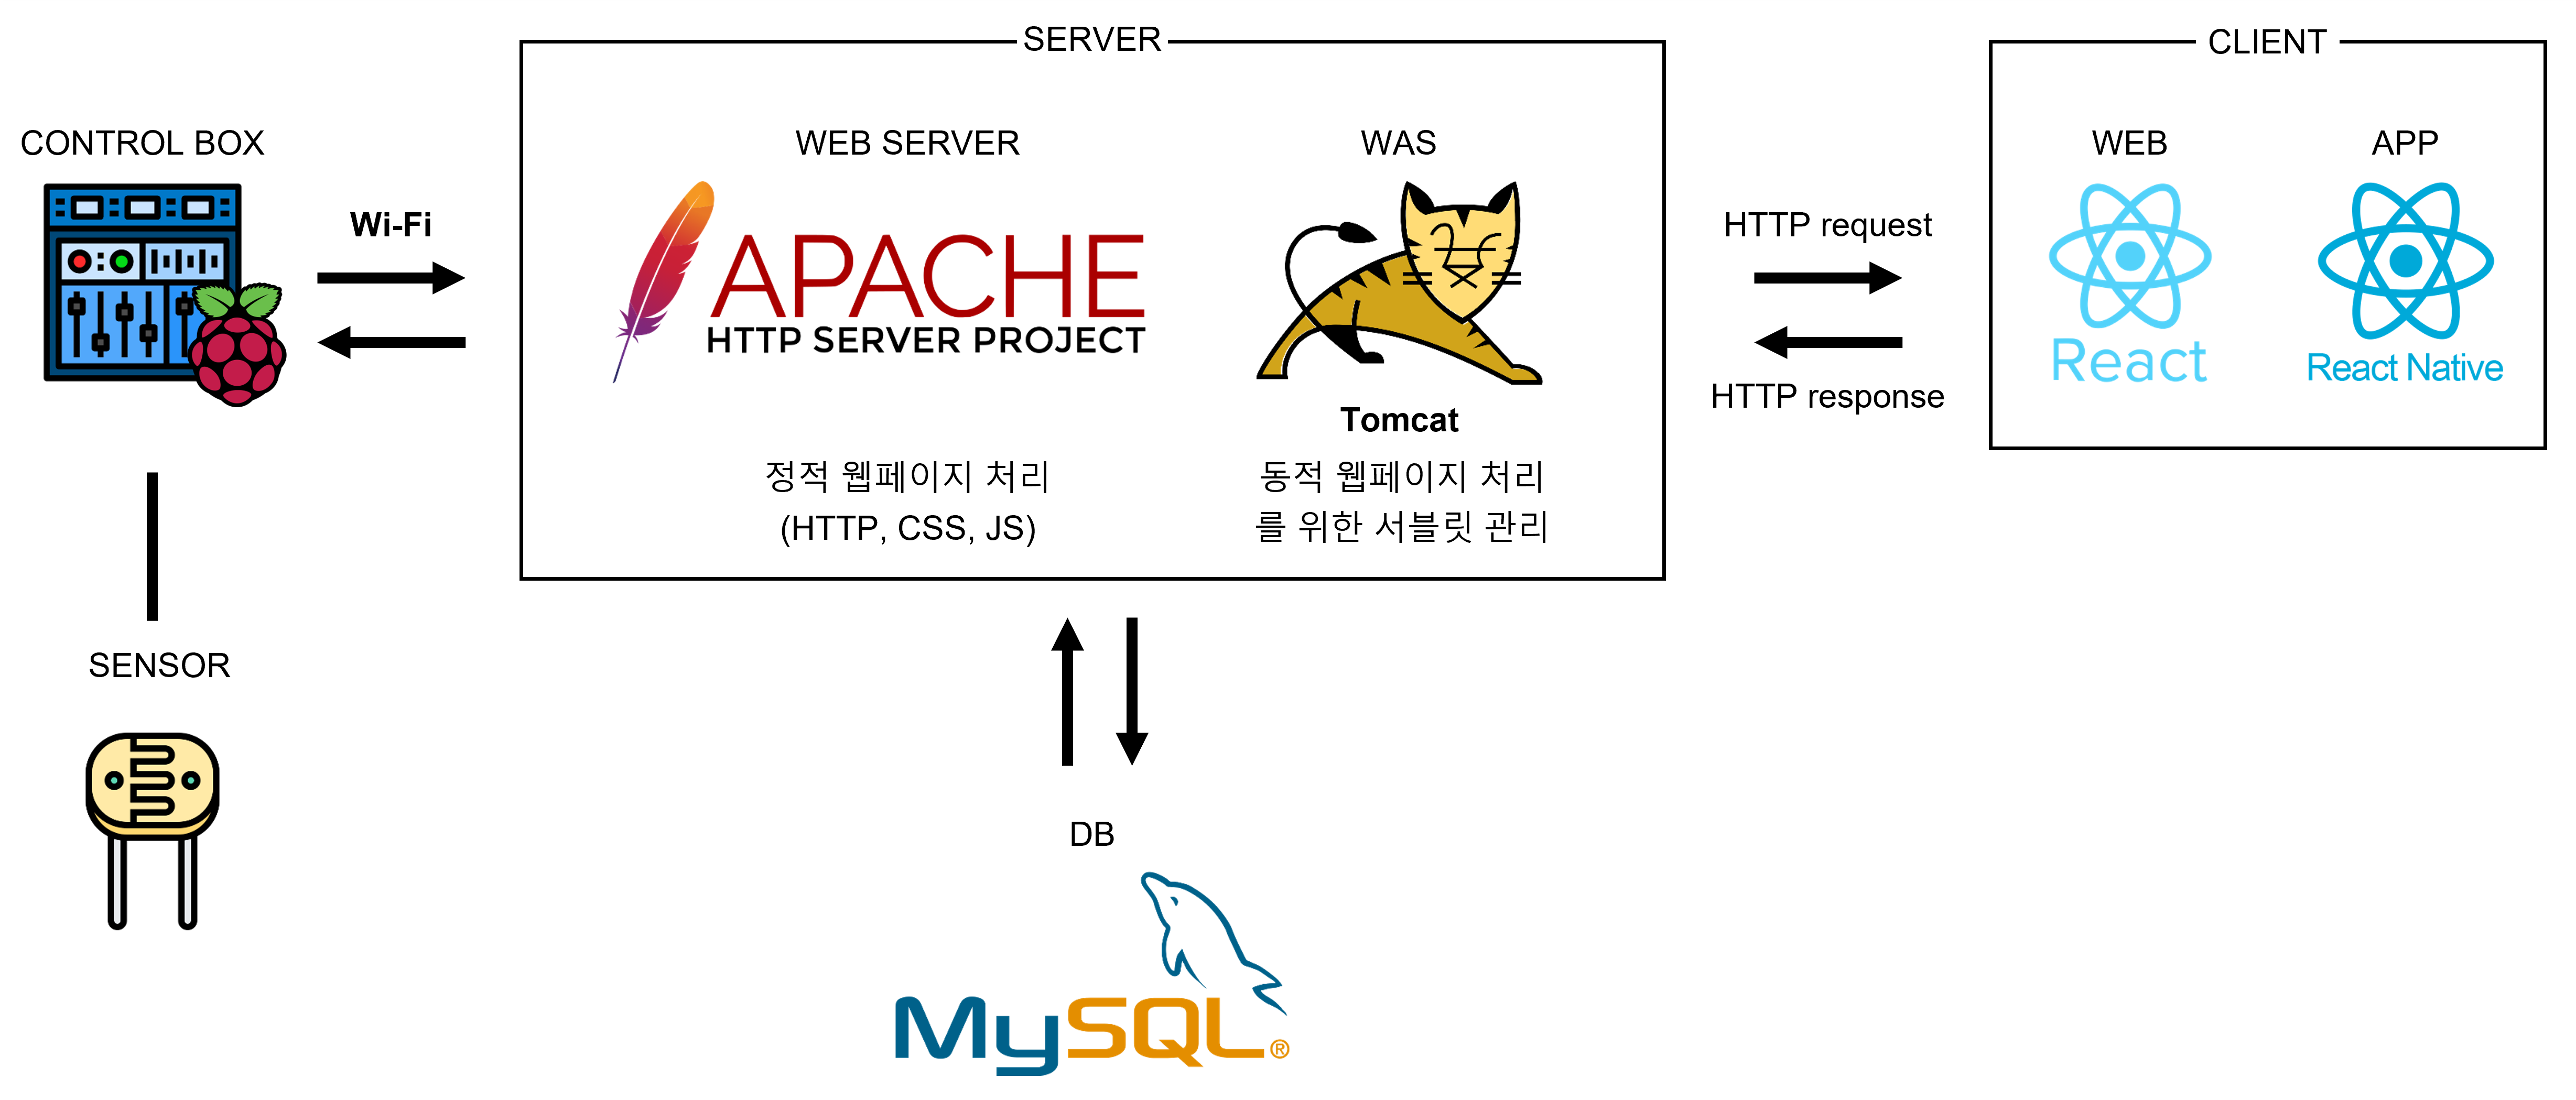 SERVER
CLIENT
CONTROL BOX
WEB SERVER
WAS
WEB
APP
Wi-Fi
APACHE
HTTP SERVER PROJECT
HTTP request
React
React Native
HTTP response
Tomcat
정적 웹페이지 처리
(HTTP, CSS, JS)
동적 웹페이지 처리
를 위한 서블릿 관리
SENSOR
DB
MySQL®